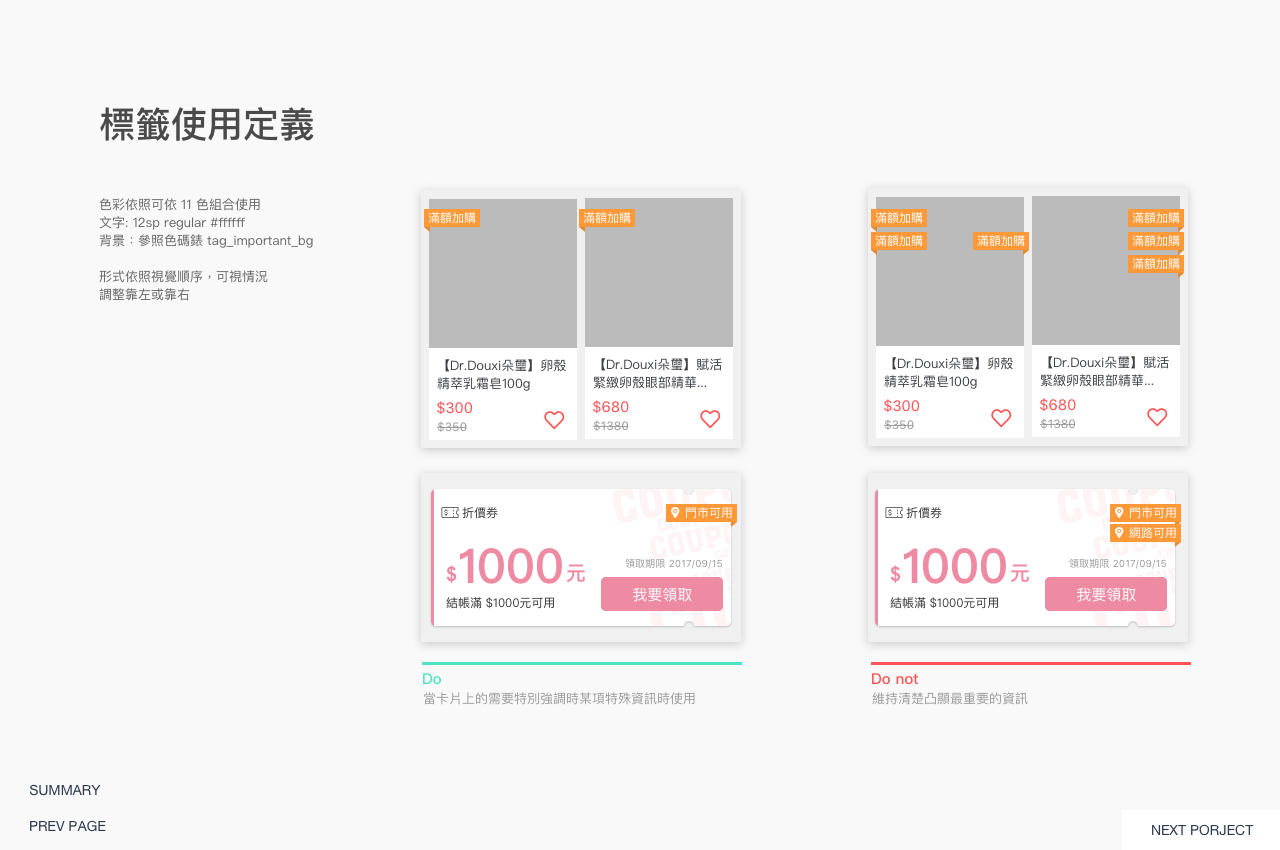 標籤使用定義
色彩依照可依 11 色組合使用
文字: 12sp regular #ffffff
背景：參照色碼錶 tag_important_bg
形式依照視覺順序，可視情況
調整靠左或靠右
滿額加購
滿額加購
【Dr.Douxi朵璽】卵殼
精萃乳霜皂100g
$300
$350
【Dr.Douxi朵璽】賦活
緊緻卵殼眼部精華...
$680
$1380
滿額加購
滿額加購
滿額加購
滿額加購
滿額加購
滿額加購
【Dr.Douxi朵璽】卵殼
精萃乳霜皂100g
$300
$350
【Dr.Douxi朵璽】賦活
緊緻卵殼眼部精華...
$680
$1380
折價券
門市可用
$1000元
領取期限 2017/09/15
結帳滿 $1000元可用
我要領取
折價券
門市可用
網路可用
$1000元
領取期限 2017/09/15
結帳滿 $1000元可用
我要領取
Do
當卡片上的需要特別強調時某項特殊資訊時使用
Do not
維持清楚凸顯最重要的資訊
SUMMARY
PREV PAGE
NEXT PORJECT